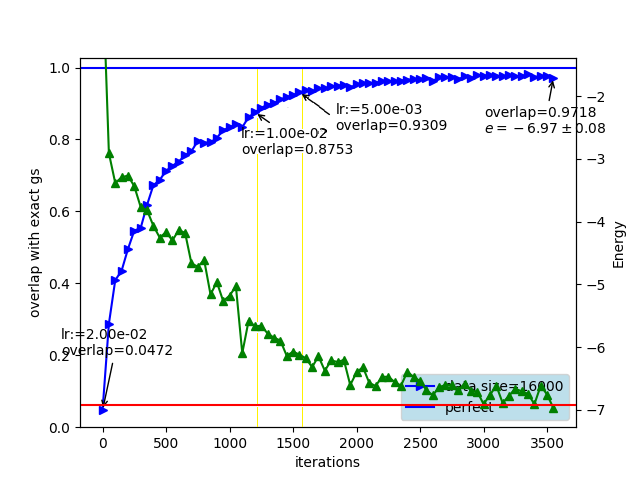 1.0
0.8
0.6
0.4
0.2
0.0
overlap with exact gs
0
500
1000
1500
2000
2500
3000
3500
iterations
−2
−3
−4
−5
−6
−7
Energy
lr:=2.00e-02
overlap=0.0472
lr:=1.00e-02
overlap=0.8753
lr:=5.00e-03
overlap=0.9309
overlap=0.9718
e = −6.97 ± 0.08
data size=16000
perfect